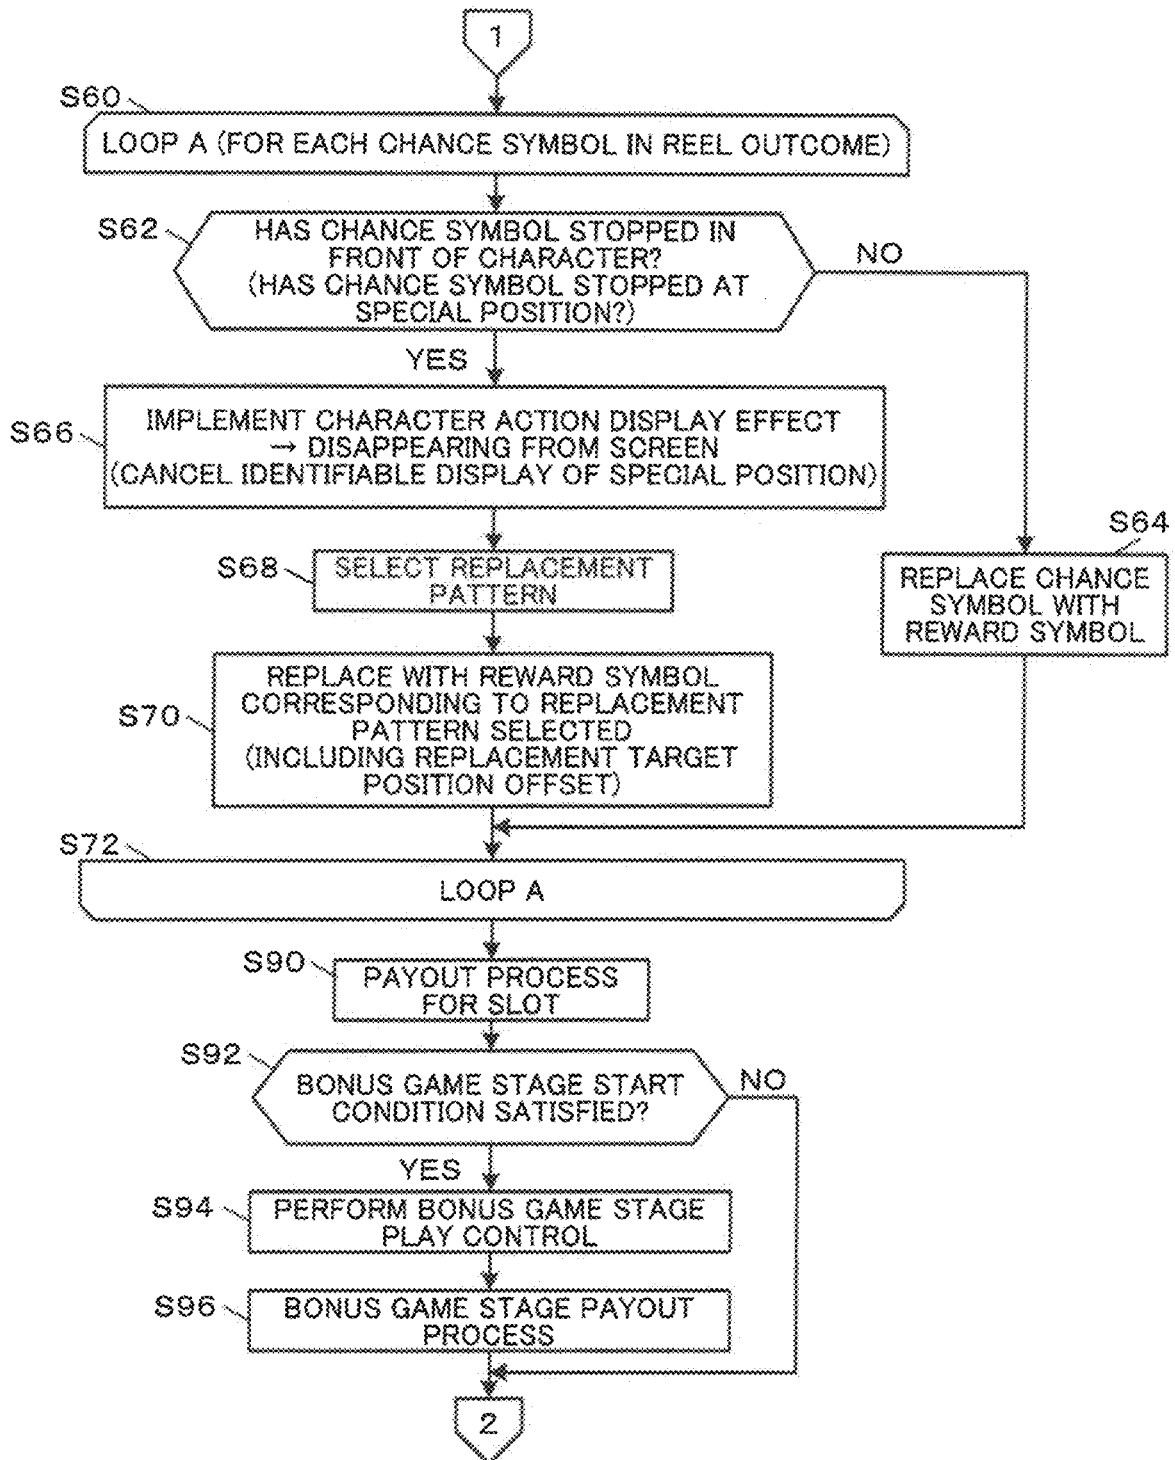 1
S60
LOOP A (FOR EACH CHANCE SYMBOL IN REEL OUTCOME)
S62
HAS CHANCE SYMBOL STOPPED IN
FRONT OF CHARACTER?
(HAS CHANCE SYMBOL STOPPED AT
SPECIAL POSITION?)
NO
YES
S66
IMPLEMENT CHARACTER ACTION DISPLAY EFFECT
→ DISAPPEARING FROM SCREEN
(CANCEL IDENTIFIABLE DISPLAY OF SPECIAL POSITION)
S64
REPLACE CHANCE
SYMBOL WITH
REWARD SYMBOL
S68
SELECT REPLACEMENT
PATTERN
S70
REPLACE WITH REWARD SYMBOL
CORRESPONDING TO REPLACEMENT
PATTERN SELECTED
(INCLUDING REPLACEMENT TARGET
POSITION OFFSET)
S72
LOOP A
S90
PAYOUT PROCESS
FOR SLOT
S92
BONUS GAME STAGE START
CONDITION SATISFIED?
NO
YES
S94
PERFORM BONUS GAME STAGE
PLAY CONTROL
S96
BONUS GAME STAGE PAYOUT
PROCESS
2